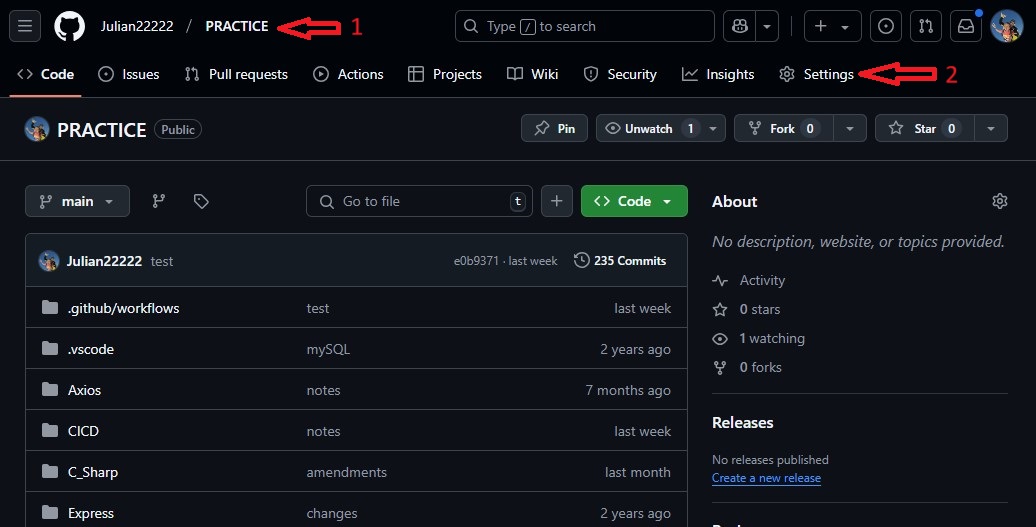 Julian22222 / PRACTICE 1 Type / to search
Code Issues Pull requests Actions Projects Wiki Security Insights Settings 2
PRACTICE Public Pin Unwatch 1 Fork 0 Star 0
main Go to file t Code
About
No description, website, or topics provided.
Julian22222 test e0b9371 · last week 235 Commits
Activity
.github/workflows test last week
0 stars
1 watching
.vscode mySQL 2 years ago
0 forks
Axios notes 7 months ago
Releases
CICD notes last week
No releases published
C_Sharp amendments last month
Create a new release
Express changes 2 years ago